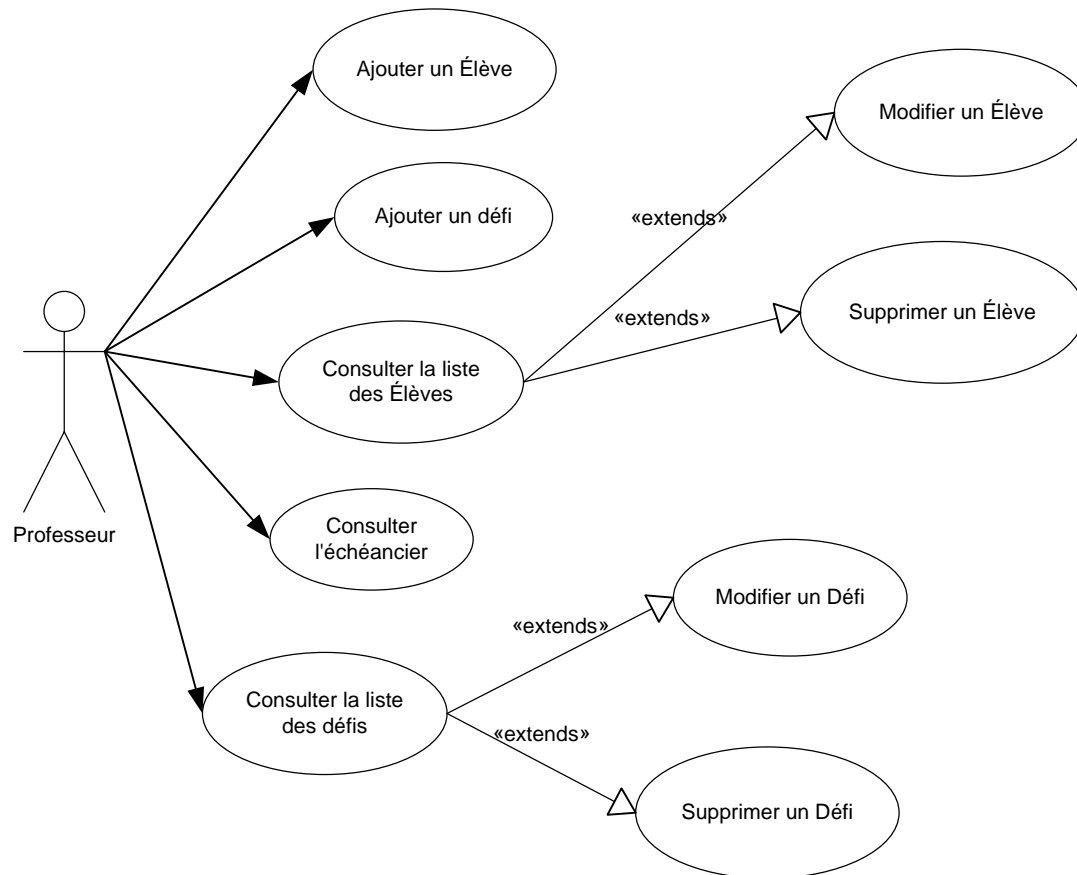 Ajouter un Élève
Modifier un Élève
Ajouter un défi
«extends»
Supprimer un Élève
«extends»
Consulter la liste
des Élèves
Professeur
Consulter
l'échéancier
Modifier un Défi
«extends»
Consulter la liste
des défis
«extends»
Supprimer un Défi